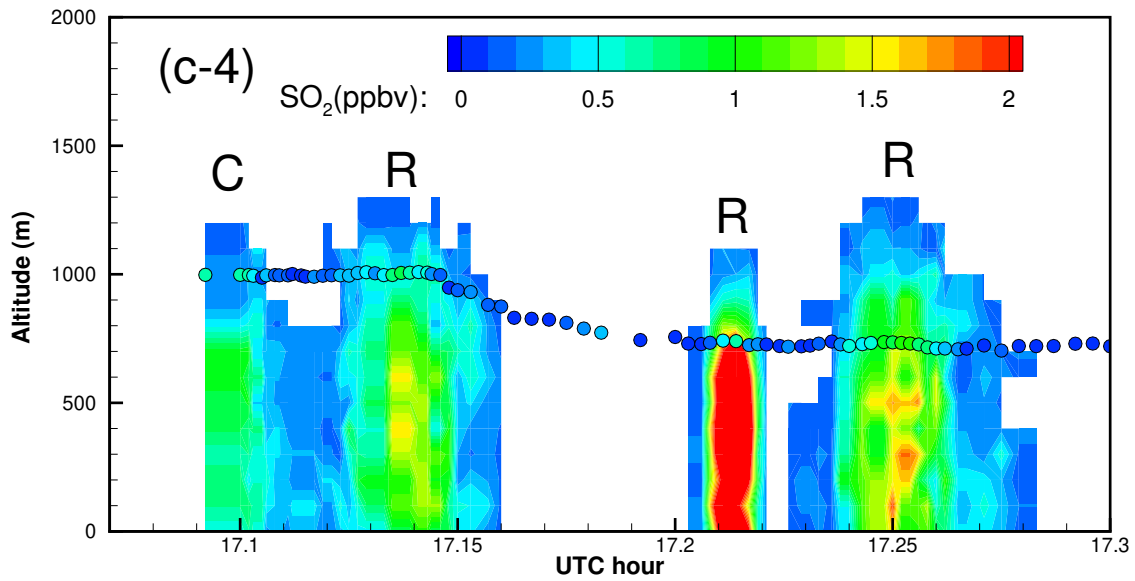 2000
(c-4)
SO2(ppbv): 0 0.5 1 1.5 2
1500
C R R R
1000
Altitude (m)
500
0
17.1 17.15 17.2 17.25 17.3
UTC hour